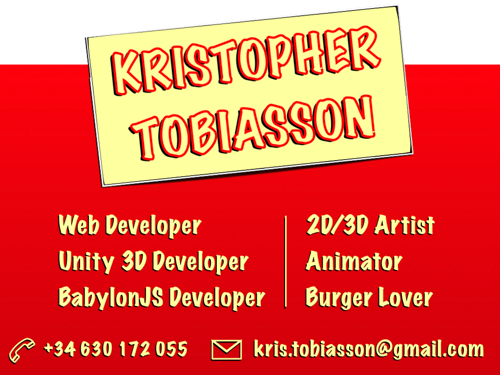 KRISTOPHER
TOBIASSON
Web Developer
Unity 3D Developer
BabylonJS Developer
2D/3D Artist
Animator
Burger Lover
+34 630 172 055
kris.tobiasson@gmail.com